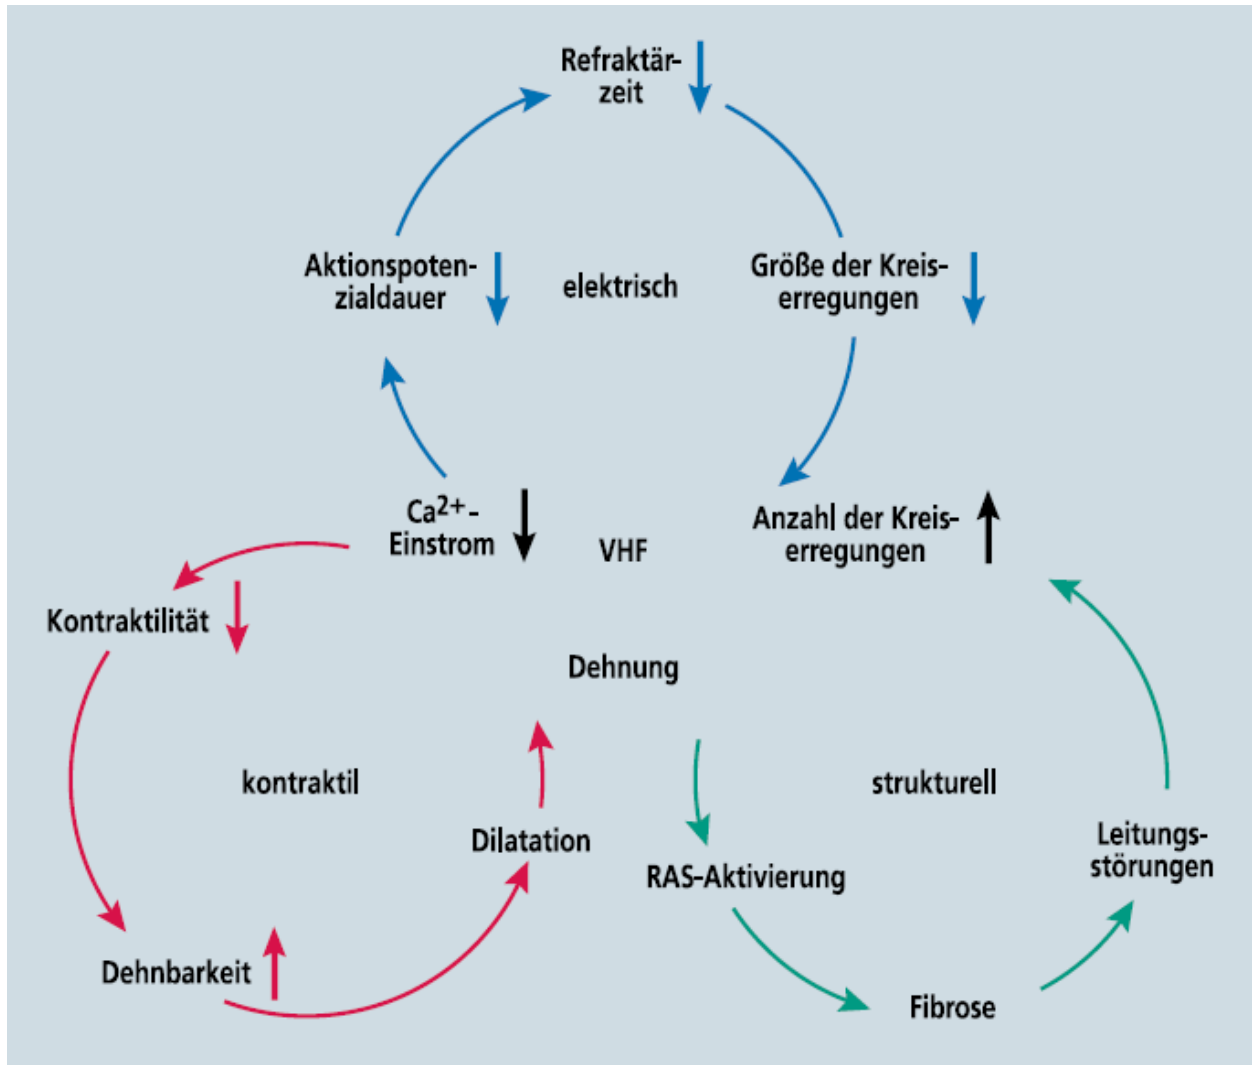 Refraktär-
zeit
Aktionspoten-
zialdauer
elektrisch
Größe der Kreis-
erregungen
Ca²⁺-
Einstrom
VHF
Anzahl der Kreis-
erregungen
Kontraktilität
Dehnung
kontraktil
strukturell
Dilatation
Leitungs-
störungen
RAS-Aktivierung
Dehnbarkeit
Fibrose